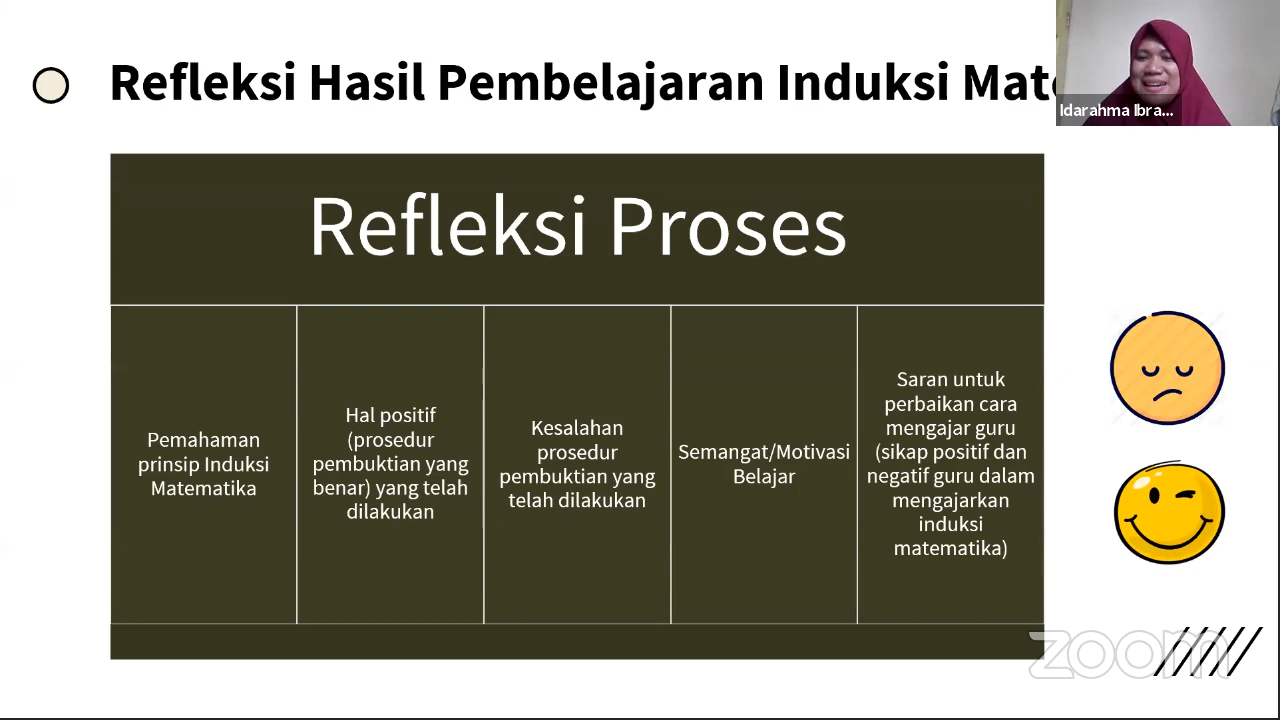 Refleksi Hasil Pembelajaran Induksi Mate
Idarahma Ibra...
Refleksi Proses
Pemahaman
prinsip Induksi
Matematika
Hal positif
(prosedur
pembuktian yang
benar) yang telah
dilakukan
Kesalahan
prosedur
pembuktian yang
telah dilakukan
Semangat/Motivasi
Belajar
Saran untuk
perbaikan cara
mengajar guru
(sikap positif dan
negatif guru dalam
mengajarkan
induksi
matematika)
zoom